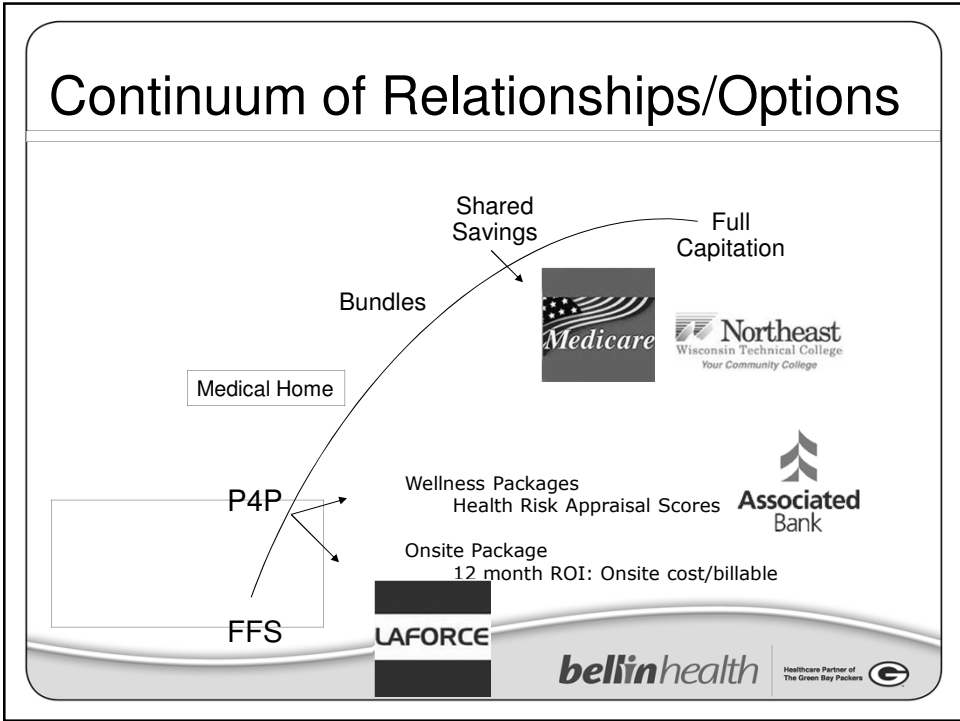 Continuum of Relationships/Options
Shared
Savings
Full
Capitation
Bundles
Medicare
Northeast
Wisconsin Technical College
Your Community College
Medical Home
P4P
Wellness Packages
Health Risk Appraisal Scores
Associated
Bank
Onsite Package
12 month ROI: Onsite cost/billable
FFS
LAFORCE
bellinhealth
Healthcare Partner of
The Green Bay Packers
G